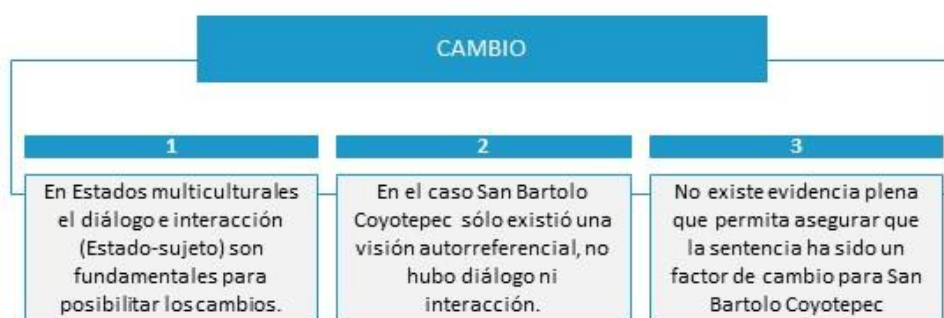 CAMBIO
1
En Estados multiculturales
el diálogo e interacción
(Estado-sujeto) son
fundamentales para
posibilitar los cambios.
2
En el caso San Bartolo
Coyotepec sólo existió una
visión autorreferencial, no
hubo diálogo ni
interacción.
3
No existe evidencia plena
que permita asegurar que
la sentencia ha sido un
factor de cambio para San
Bartolo Coyotepec